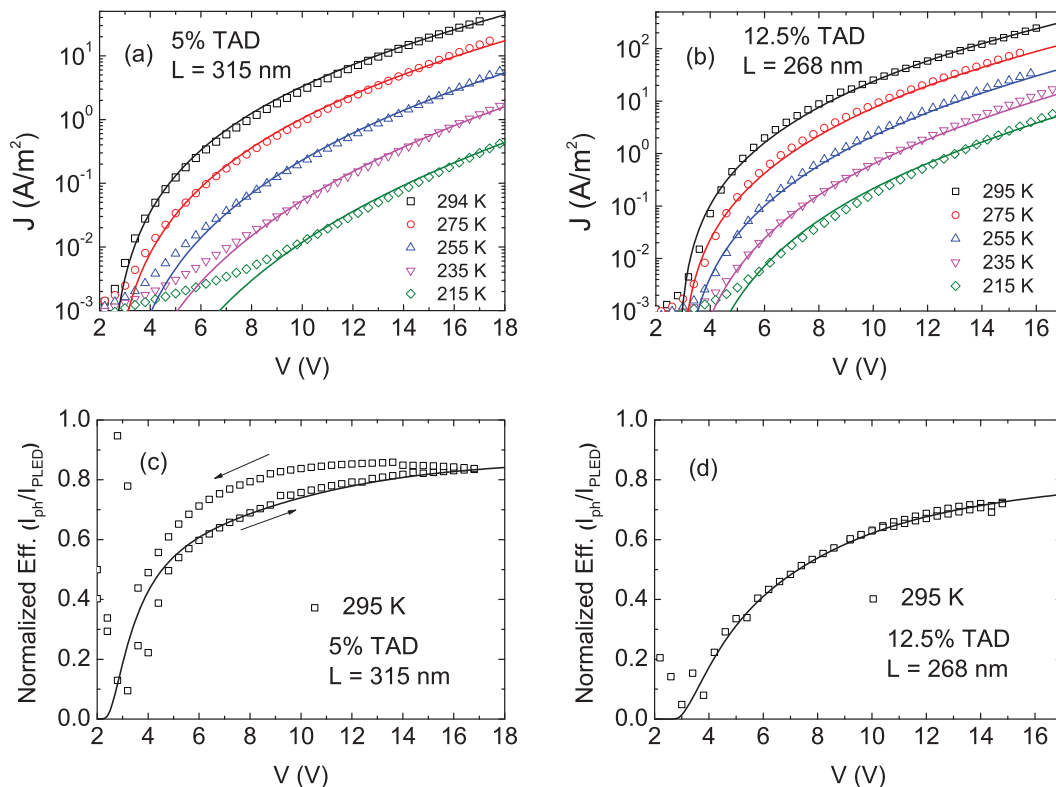 (a)
5% TAD
L = 315 nm
J (A/m²)
10¹
10⁰
10⁻¹
10⁻²
10⁻³
294 K
275 K
255 K
235 K
215 K
2 4 6 8 10 12 14 16 18
V (V)
(b)
12.5% TAD
L = 268 nm
J (A/m²)
10²
10¹
10⁰
10⁻¹
10⁻²
10⁻³
295 K
275 K
255 K
235 K
215 K
2 4 6 8 10 12 14 16
V (V)
(c)
Normalized Eff. (I_ph/I_PLED)
1.0
0.8
0.6
0.4
0.2
0.0
295 K
5% TAD
L = 315 nm
2 4 6 8 10 12 14 16 18
V (V)
(d)
Normalized Eff. (I_ph/I_PLED)
1.0
0.8
0.6
0.4
0.2
0.0
295 K
12.5% TAD
L = 268 nm
2 4 6 8 10 12 14 16
V (V)